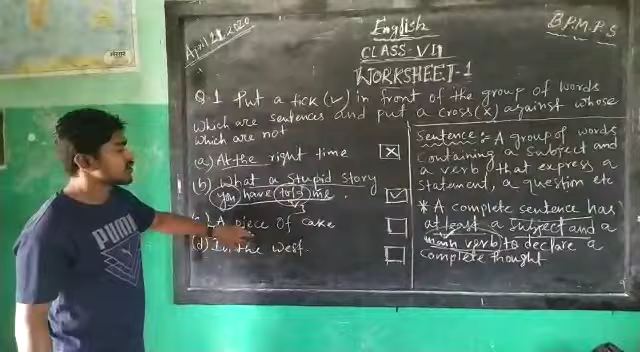 April 21, 2020
English
B.P.M.P.S
CLASS-VII
WORKSHEET-1
Q.1 Put a tick (✓) in front of the group of words
which are sentences and put a cross (x) against whose
which are not
(a) At the right time
(b) What a stupid story
you have (told) me.
V
(c) A piece of cake
(d) In the west.
Sentence:- A group of words
containing a subject and
a verb, that express a
statement, a question etc
* A complete sentence has
at least a subject and a
main verb to declare a
complete thought
PUMA